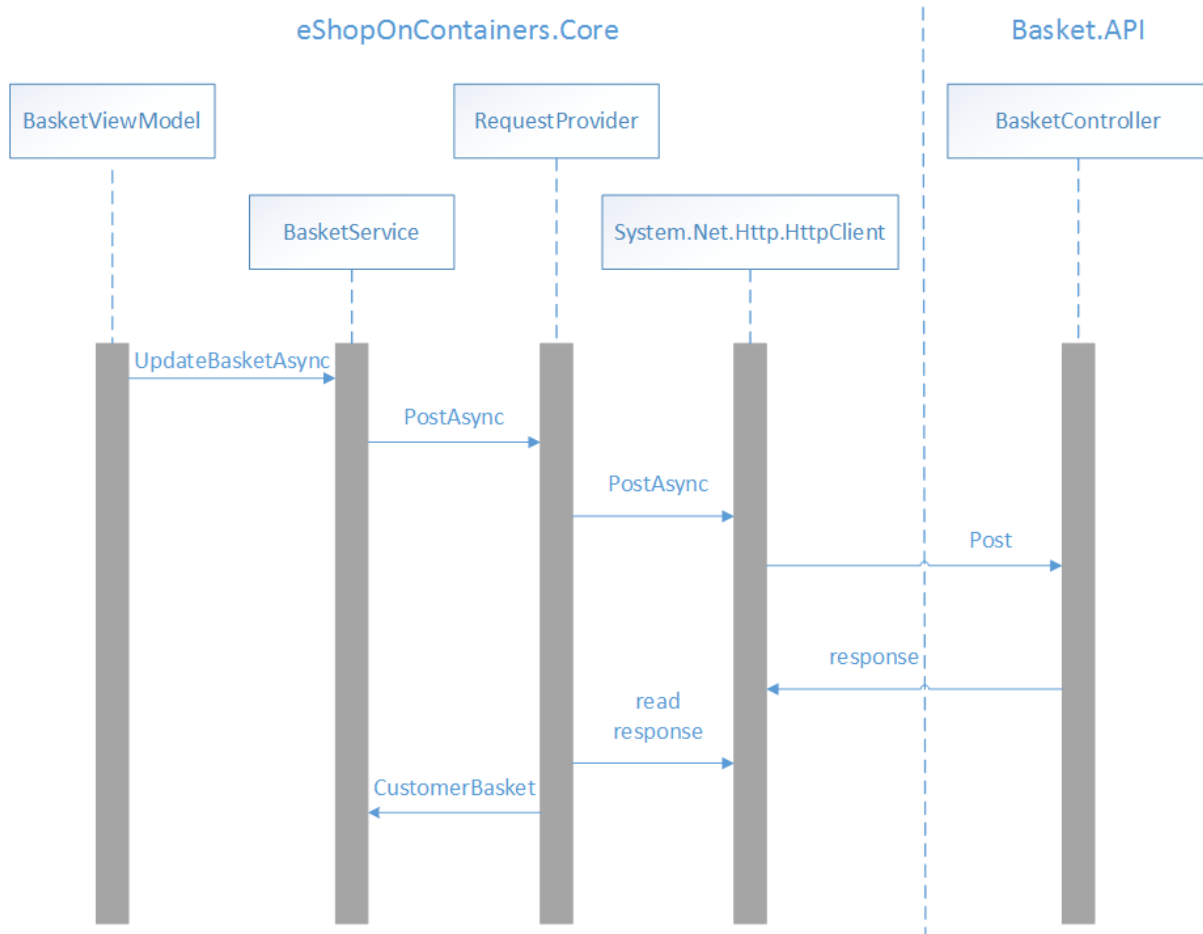 eShopOnContainers.Core
Basket.API
BasketViewModel
RequestProvider
BasketController
BasketService
System.Net.Http.HttpClient
UpdateBasketAsync
PostAsync
PostAsync
Post
response
read
response
CustomerBasket